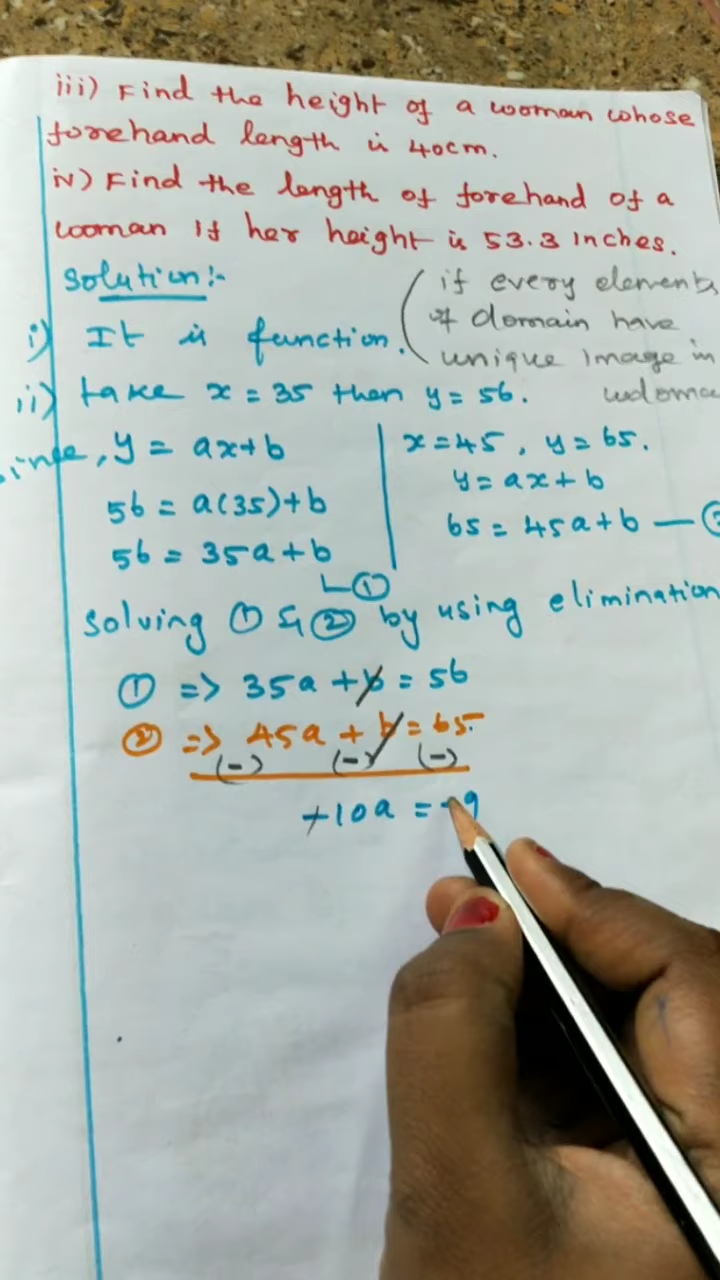 iii) Find the height of a woman whose
forehand length is 40cm.
iv) Find the length of forehand of a
woman if her height is 53.3 inches.
Solution:-
i) It is function. (if every elements
of domain have
unique image in
ii) take x = 35 then y = 56.
Since, y = ax+b
56 = a(35)+b
56 = 35a+b
└ ①
x=45, y=65.
y=ax+b
65=45a+b —
Solving ① & ② by using elimination
① => 35a + b = 56
② => 45a + b = 65.
(-) (-) (-)
+10a = -9